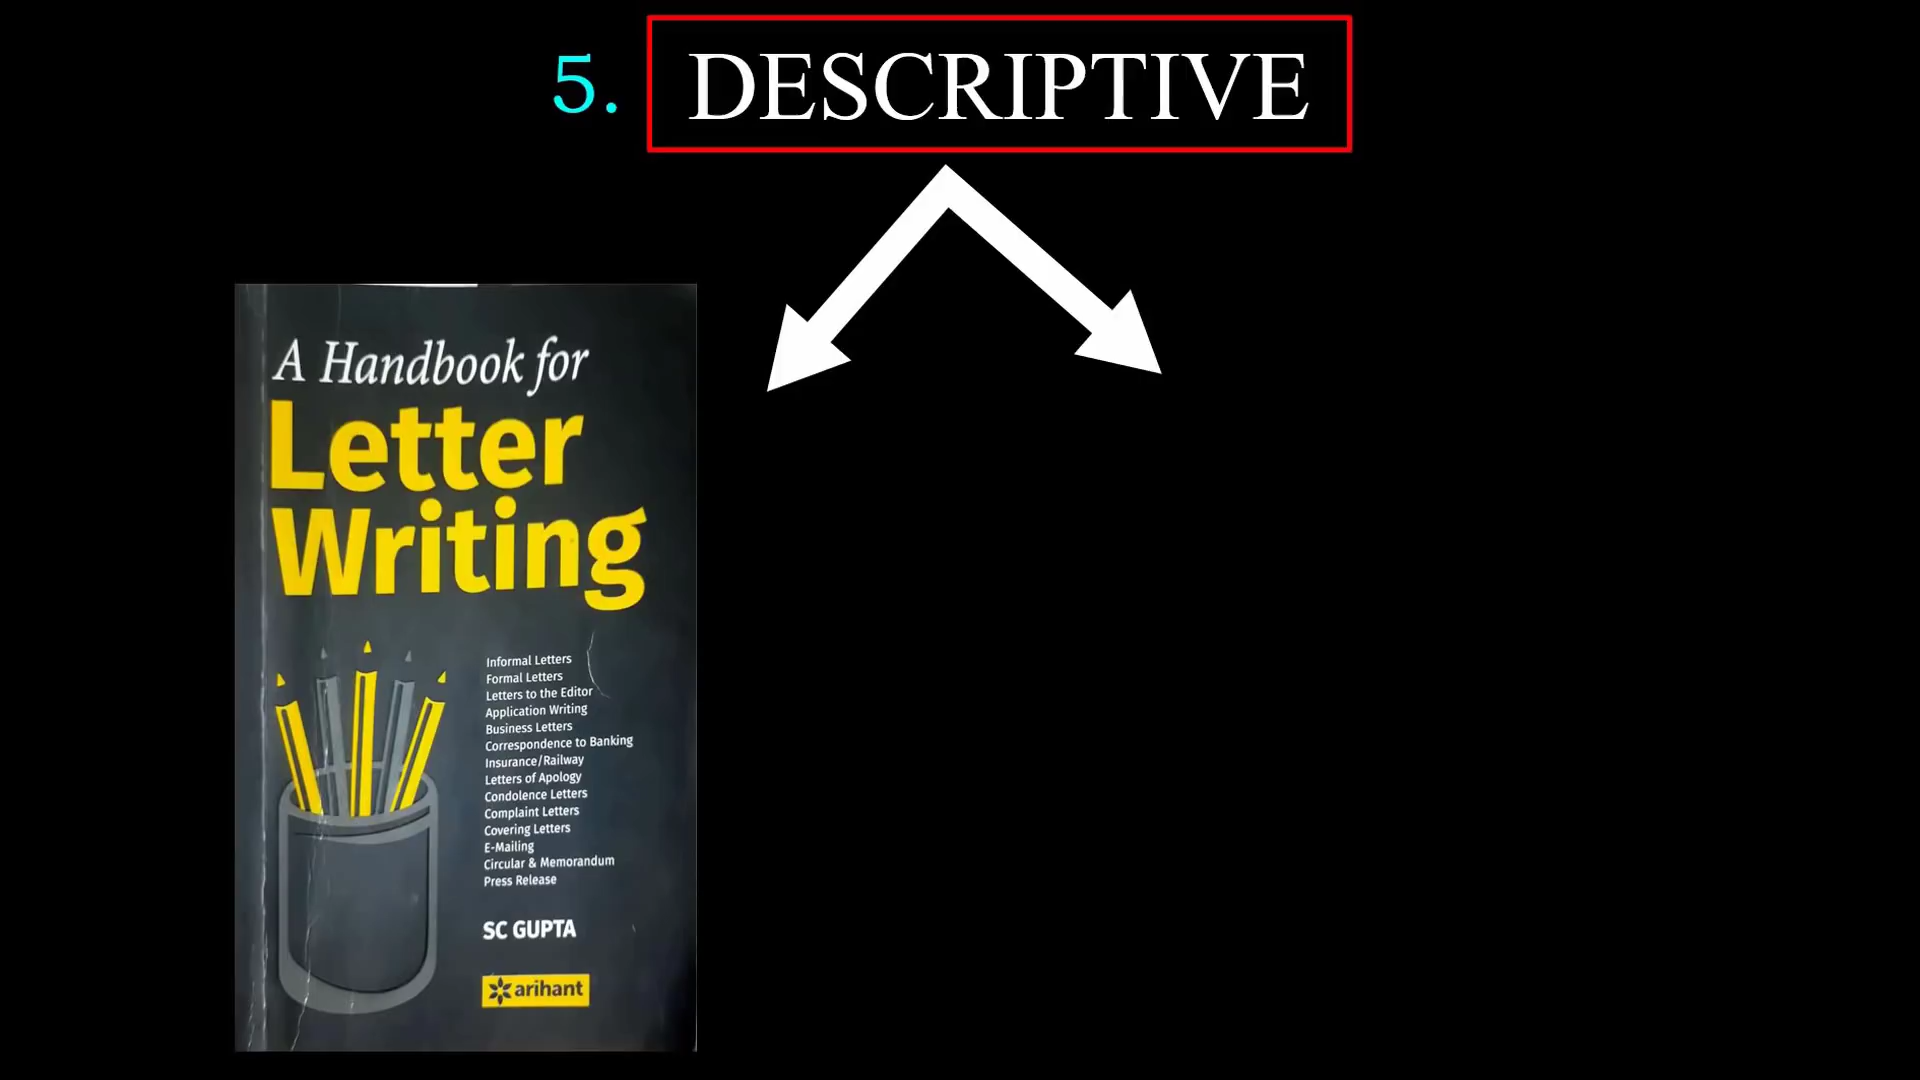 5. DESCRIPTIVE
A Handbook for
Letter
Writing
Informal Letters
Formal Letters
Letters to the Editor
Application Writing
Business Letters
Correspondence to Banking
Insurance/Railway
Letters of Apology
Condolence Letters
Complaint Letters
Covering Letters
E-Mailing
Circular & Memorandum
Press Release
SC GUPTA
arihant